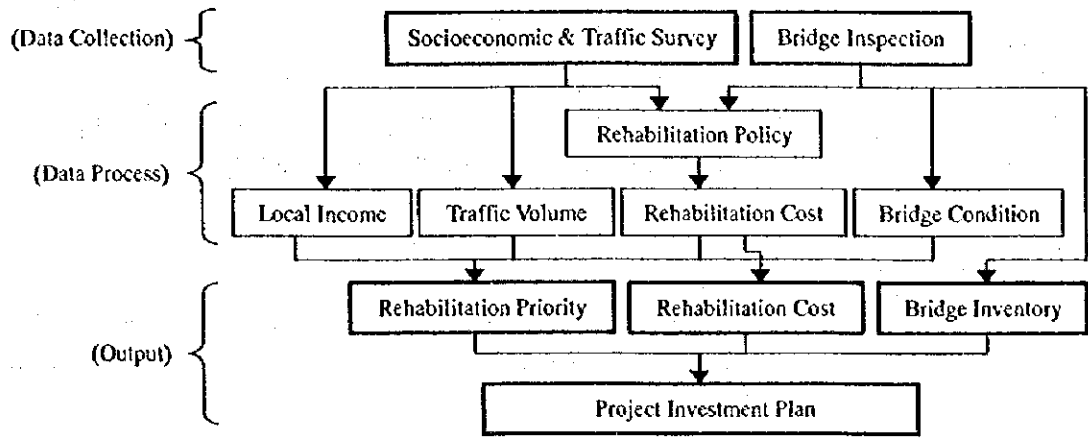 (Data Collection)
Socioeconomic & Traffic Survey
Bridge Inspection
Rehabilitation Policy
(Data Process)
Local Income
Traffic Volume
Rehabilitation Cost
Bridge Condition
Rehabilitation Priority
Rehabilitation Cost
Bridge Inventory
(Output)
Project Investment Plan